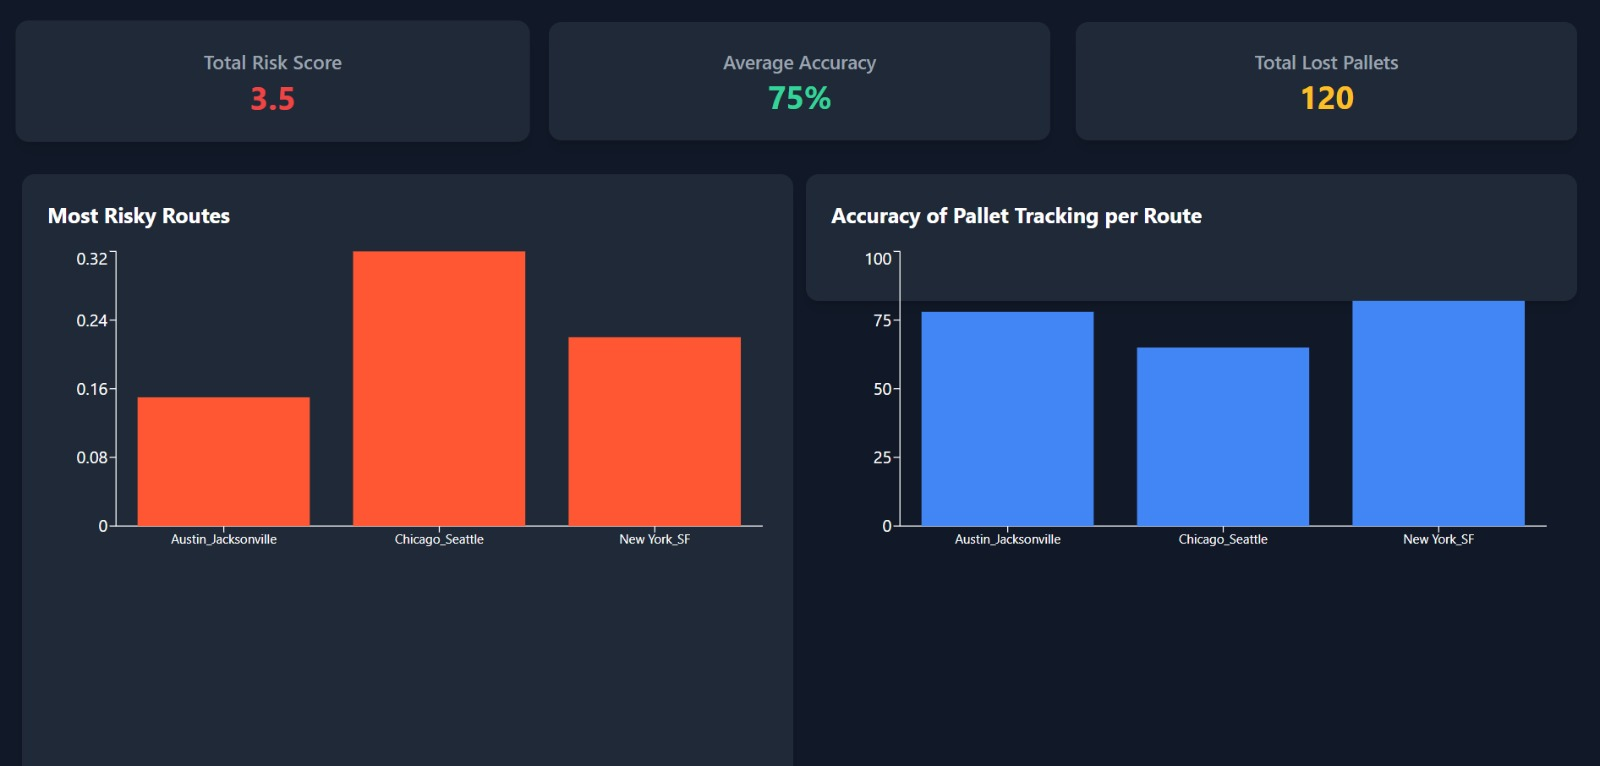 Total Risk Score
3.5
Average Accuracy
75%
Total Lost Pallets
120
Most Risky Routes
0.32
0.24
0.16
0.08
0
Austin_Jacksonville
Chicago_Seattle
New York_SF
Accuracy of Pallet Tracking per Route
100
75
50
25
0
Austin_Jacksonville
Chicago_Seattle
New York_SF